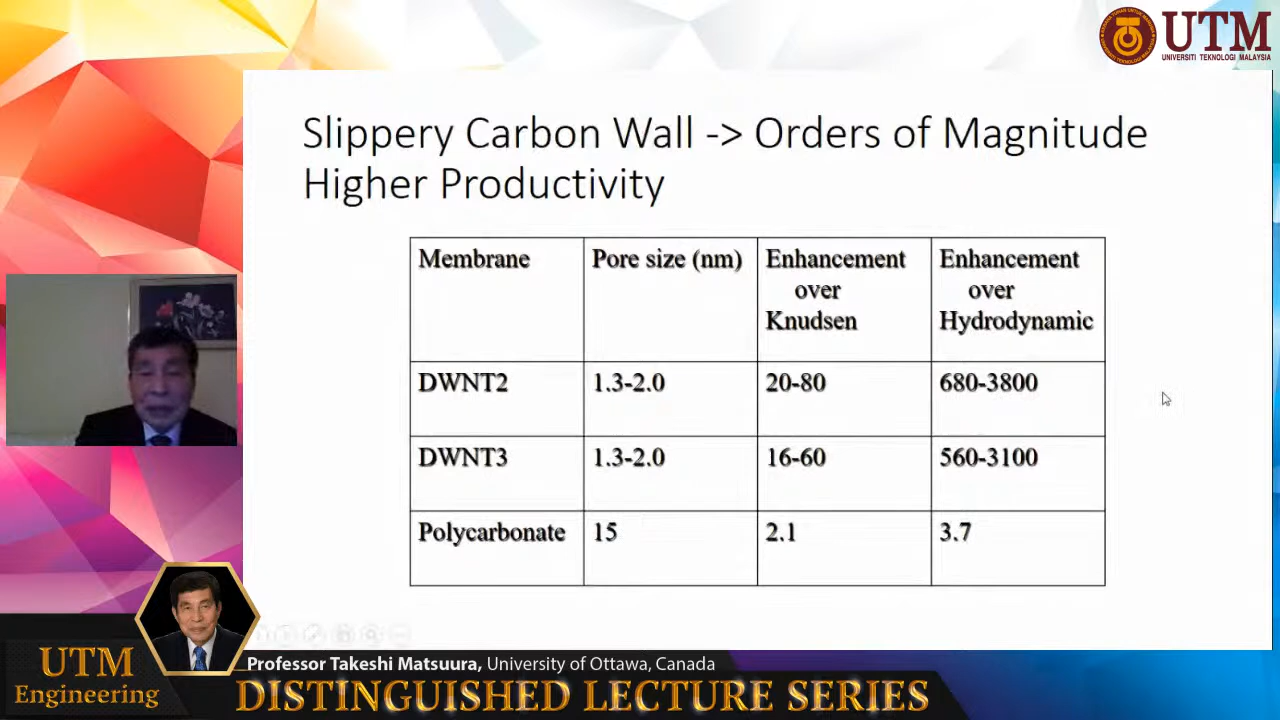 UTM
UNIVERSITI TEKNOLOGI MALAYSIA
Slippery Carbon Wall -> Orders of Magnitude
Higher Productivity
Membrane Pore size (nm) Enhancement over Knudsen Enhancement over Hydrodynamic
DWNT2 1.3-2.0 20-80 680-3800
DWNT3 1.3-2.0 16-60 560-3100
Polycarbonate 15 2.1 3.7
UTM
Engineering
Professor Takeshi Matsuura, University of Ottawa, Canada
DISTINGUISHED LECTURE SERIES